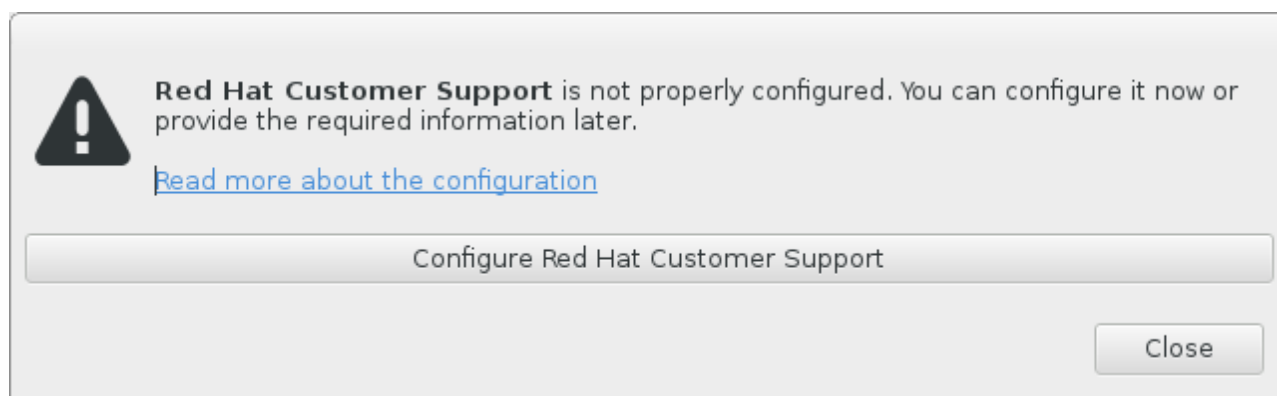 Red Hat Customer Support is not properly configured. You can configure it now or
provide the required information later.
Read more about the configuration
Configure Red Hat Customer Support
Close